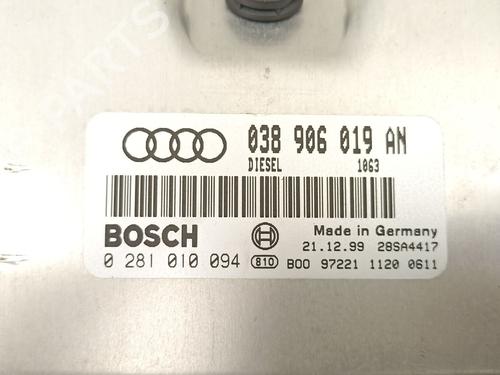 038 906 019 AN
DIESEL 1063
BOSCH
Made in Germany
21.12.99 28SA4417
0 281 010 094 810 B00 97221 1120 0611
PARTS